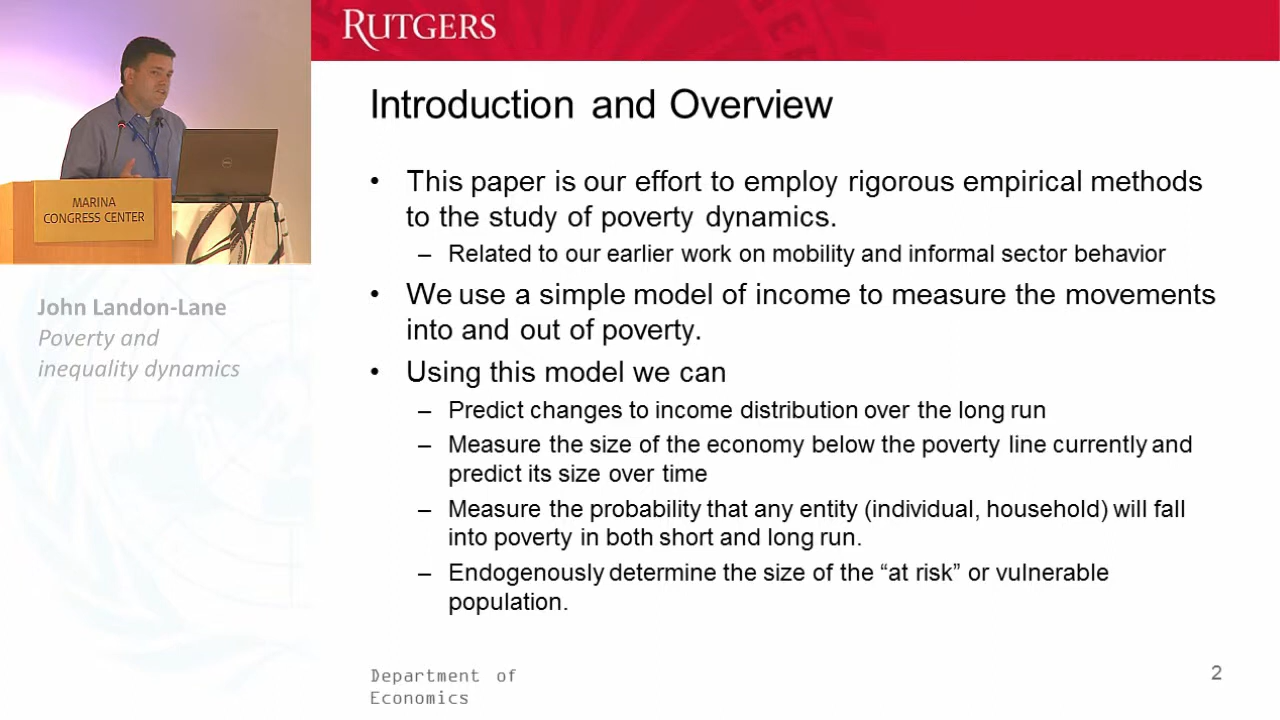 RUTGERS
MARINA
CONGRESS CENTER
John Landon-Lane
Poverty and
inequality dynamics
Introduction and Overview
• This paper is our effort to employ rigorous empirical methods
to the study of poverty dynamics.
– Related to our earlier work on mobility and informal sector behavior
• We use a simple model of income to measure the movements
into and out of poverty.
• Using this model we can
– Predict changes to income distribution over the long run
– Measure the size of the economy below the poverty line currently and
predict its size over time
– Measure the probability that any entity (individual, household) will fall
into poverty in both short and long run.
– Endogenously determine the size of the “at risk” or vulnerable
population.
Department of
Economics
2